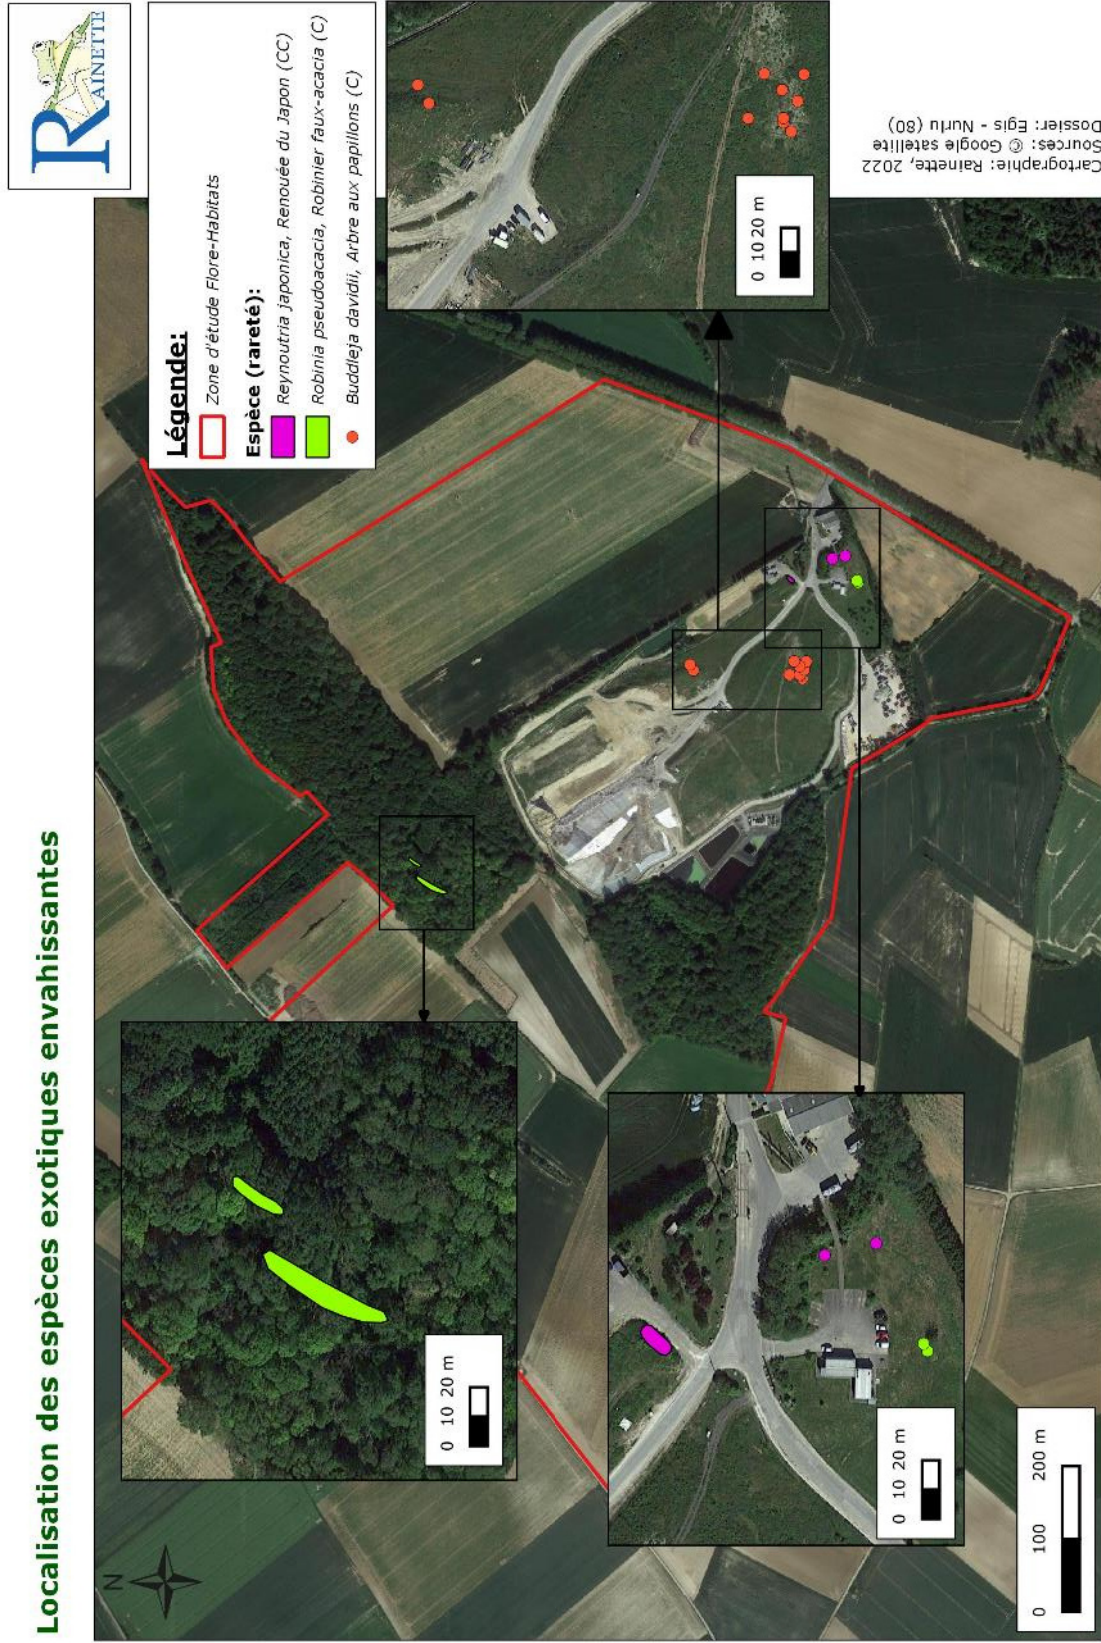 Localisation des espèces exotiques envahissantes
RAINETTE
N
Légende:
Zone d'étude Flore-Habitats
Espèce (rareté):
Reynoutria japonica, Renouée du Japon (CC)
Robinia pseudoacacia, Robinier faux-acacia (C)
Buddleja davidii, Arbre aux papillons (C)
0 10 20 m
0 10 20 m
0 10 20 m
0 100 200 m
Cartographie: Rainette, 2022
Sources: © Google satellite
Dossier: Egis - Nurlu (80)